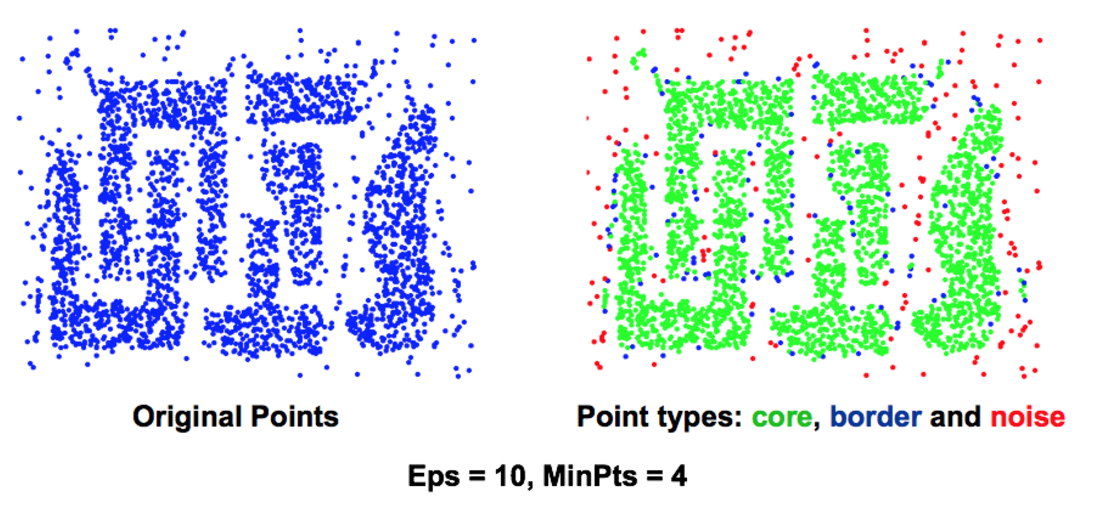 Original Points
Point types: core, border and noise
Eps = 10, MinPts = 4